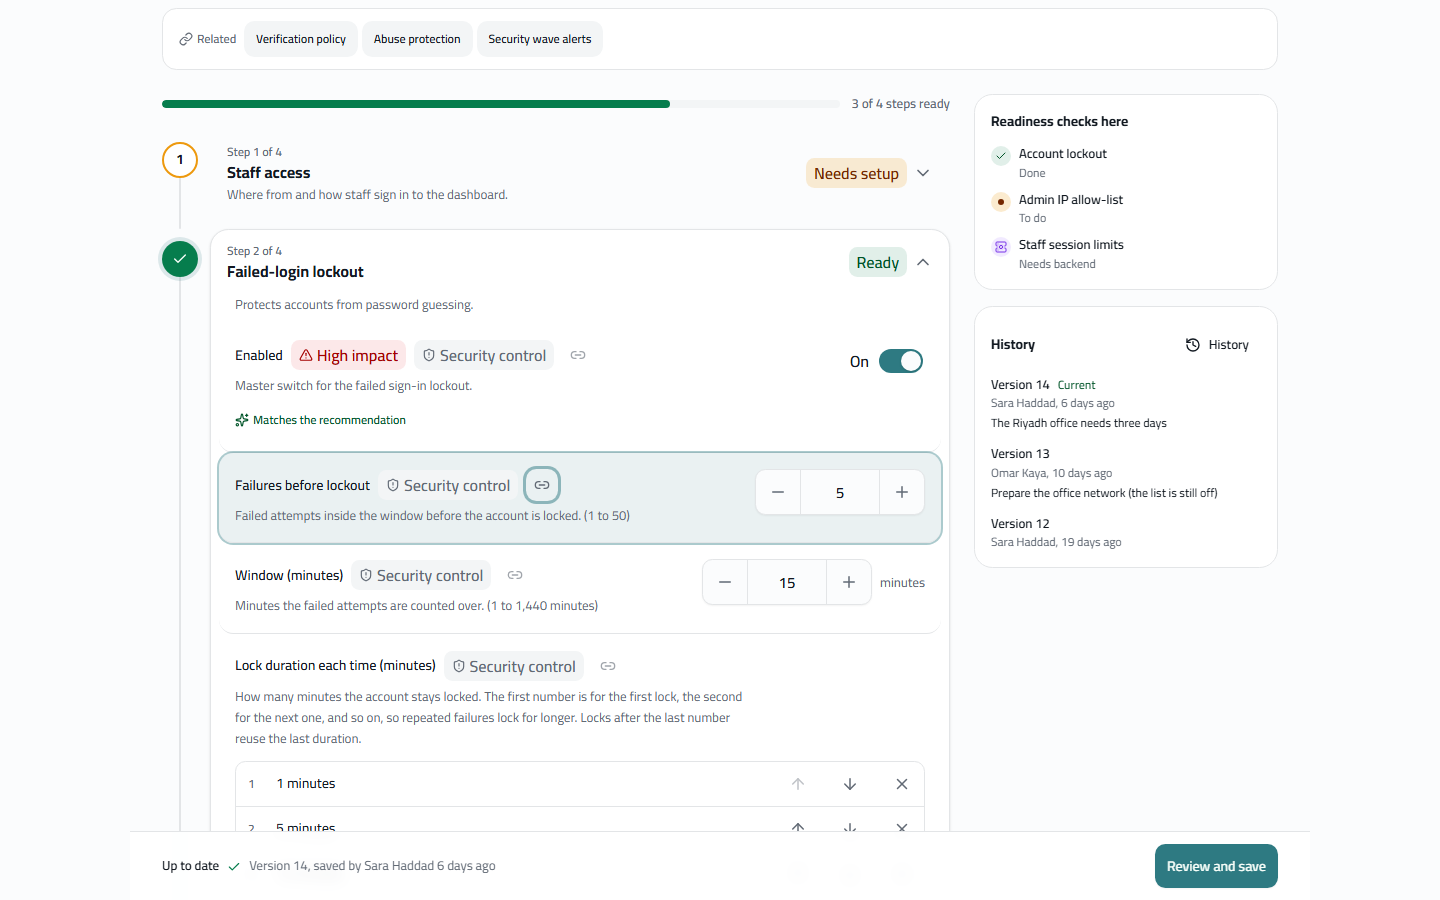 Related
Verification policy
Abuse protection
Security wave alerts
3 of 4 steps ready
1
Step 1 of 4
Staff access
Where from and how staff sign in to the dashboard.
Needs setup
Step 2 of 4
Failed-login lockout
Ready
Protects accounts from password guessing.
Enabled
High impact
Security control
On
Master switch for the failed sign-in lockout.
Matches the recommendation
Failures before lockout
Security control
5
Failed attempts inside the window before the account is locked. (1 to 50)
Window (minutes)
Security control
15
minutes
Minutes the failed attempts are counted over. (1 to 1,440 minutes)
Lock duration each time (minutes)
Security control
How many minutes the account stays locked. The first number is for the first lock, the second
for the next one, and so on, so repeated failures lock for longer. Locks after the last number
reuse the last duration.
1
1 minutes
2
5 minutes
Readiness checks here
Account lockout
Done
Admin IP allow-list
To do
Staff session limits
Needs backend
History
History
Version 14 Current
Sara Haddad, 6 days ago
The Riyadh office needs three days
Version 13
Omar Kaya, 10 days ago
Prepare the office network (the list is still off)
Version 12
Sara Haddad, 19 days ago
Up to date
Version 14, saved by Sara Haddad 6 days ago
Review and save